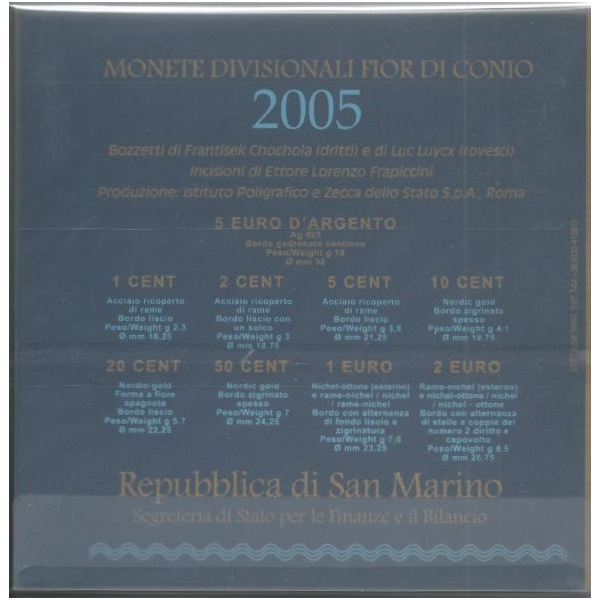 MONETE DIVISIONALI FIOR DI CONIO
2005
Bozzetti di Frantisek Chochola (dritti) e di Luc Luycx (rovesci)
Incisioni di Ettore Lorenzo Frapiccini
Produzione: Istituto Poligrafico e Zecca dello Stato S.p.A., Roma
5 EURO D'ARGENTO
Ag 925
Bordo godronato continuo
Peso/Weight g 18
Ø mm 32
1 CENT
Acciaio ricoperto
di rame
Bordo liscio
Peso/Weight g 2,3
Ø mm 16,25
2 CENT
Acciaio ricoperto
di rame
Bordo liscio con
un solco
Peso/Weight g 3
Ø mm 18,75
5 CENT
Acciaio ricoperto
di rame
Bordo liscio
Peso/Weight g 3,9
Ø mm 21,25
10 CENT
Nordic gold
Bordo zigrinato
spesso
Peso/Weight g 4.1
Ø mm 19,75
20 CENT
Nordic gold
Forma a fiore
spagnolo
Bordo liscio
Peso/Weight g 5,7
Ø mm 22,25
50 CENT
Nordic gold
Bordo zigrinato
spesso
Peso/Weight g 7
Ø mm 24,25
1 EURO
Nichel-ottone (esterno)
e rame-nichel / nichel
/ rame-nichel
Bordo con alternanza
di fondo liscio e
zigrinatura
Peso/Weight g 7,5
Ø mm 23,25
2 EURO
Rame-nichel (esterno)
e nichel-ottone / nichel
/ nichel - ottone
Bordo con alternanza
di stelle e coppie del
numero 2 diritto e
capovolto
Peso/Weight g 8.5
Ø mm 25.75
Repubblica di San Marino
Segreteria di Stato per le Finanze e il Bilancio